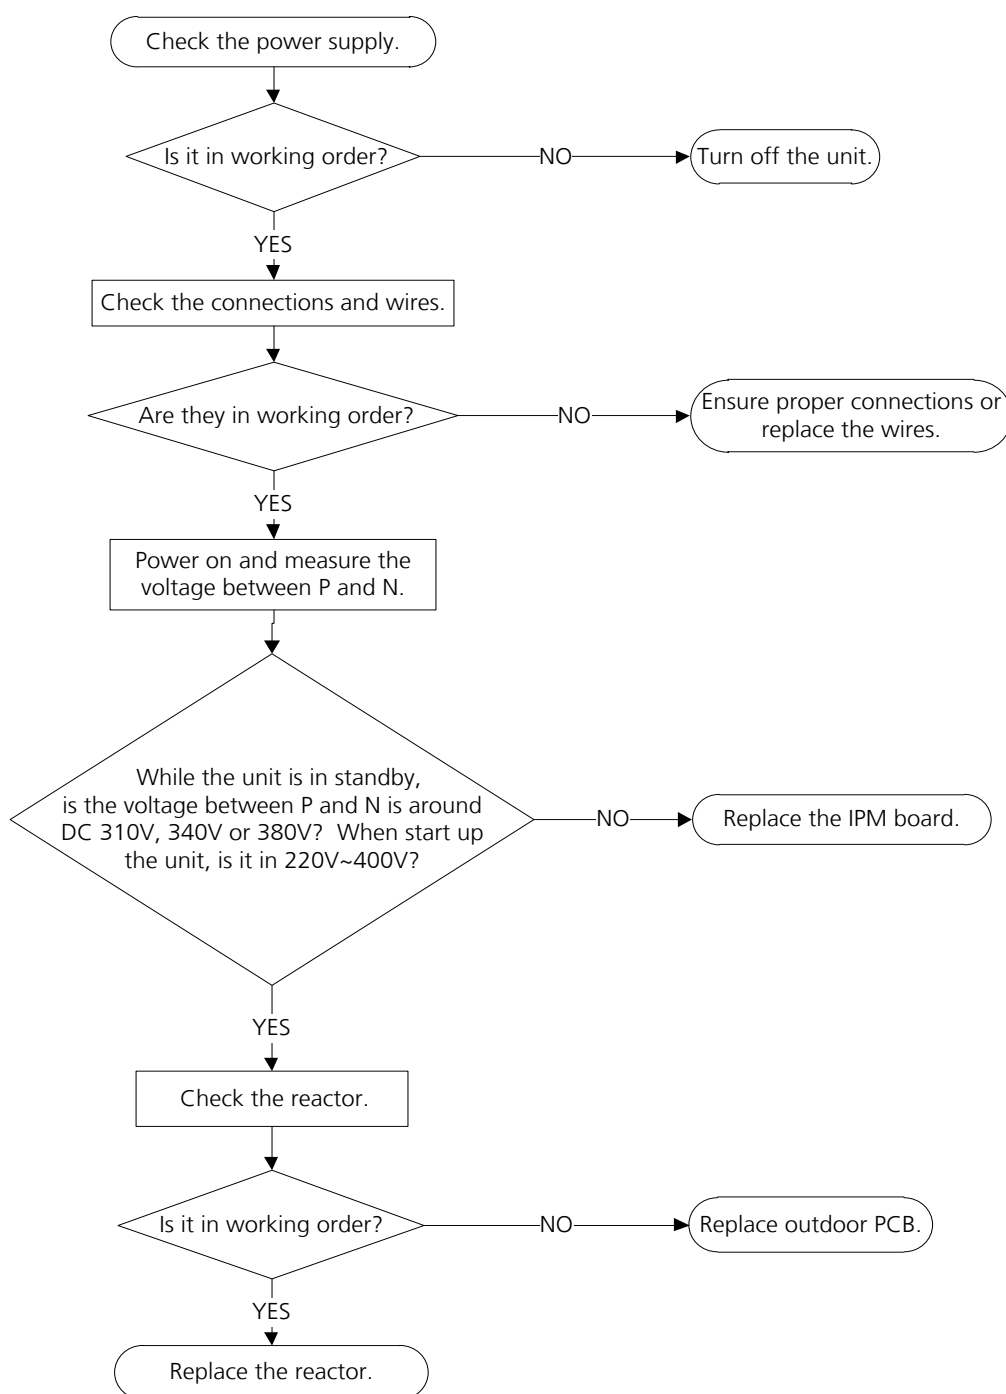 Check the power supply.
Is it in working order?
NO
Turn off the unit.
YES
Check the connections and wires.
Are they in working order?
NO
Ensure proper connections or
replace the wires.
YES
Power on and measure the
voltage between P and N.
While the unit is in standby,
is the voltage between P and N is around
DC 310V, 340V or 380V? When start up
the unit, is it in 220V~400V?
NO
Replace the IPM board.
YES
Check the reactor.
Is it in working order?
NO
Replace outdoor PCB.
YES
Replace the reactor.